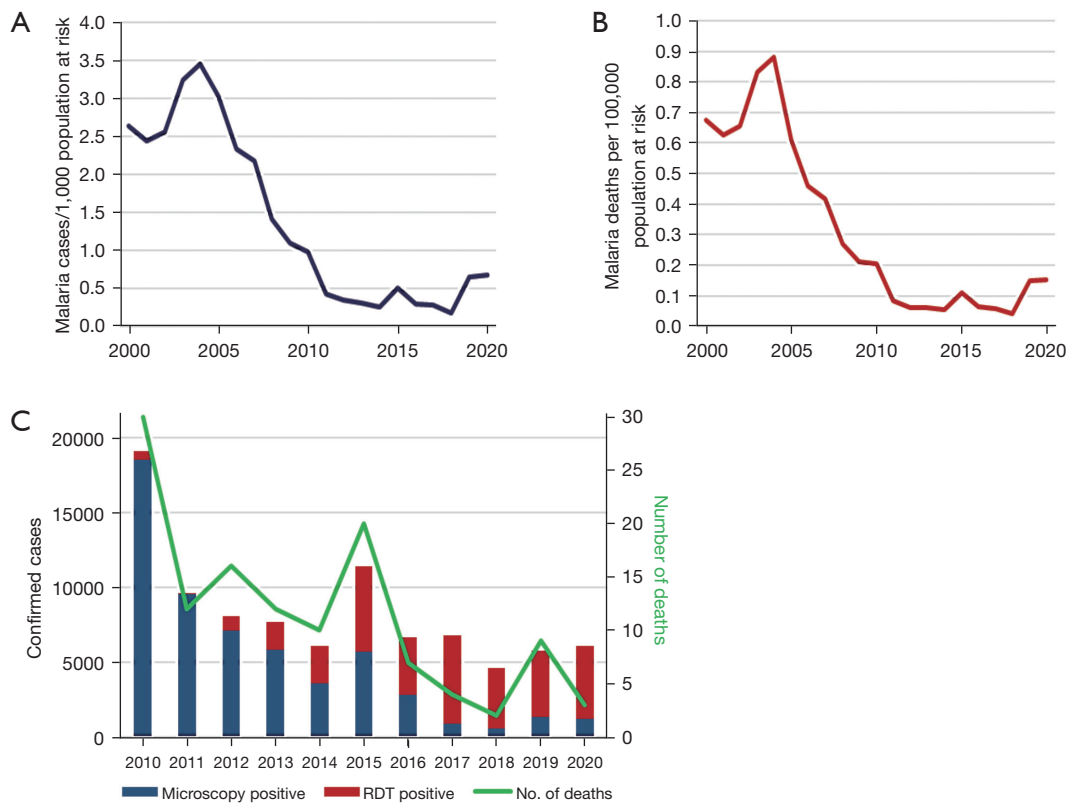 A
Malaria cases/1,000 population at risk
4.0
3.5
3.0
2.5
2.0
1.5
1.0
0.5
0.0
2000 2005 2010 2015 2020
B
Malaria deaths per 100,000
population at risk
1.0
0.9
0.8
0.7
0.6
0.5
0.4
0.3
0.2
0.1
0.0
2000 2005 2010 2015 2020
C
Confirmed cases
20000
15000
10000
5000
0
30
25
20
15
10
5
0
Number of deaths
2010 2011 2012 2013 2014 2015 2016 2017 2018 2019 2020
Microscopy positive RDT positive No. of deaths